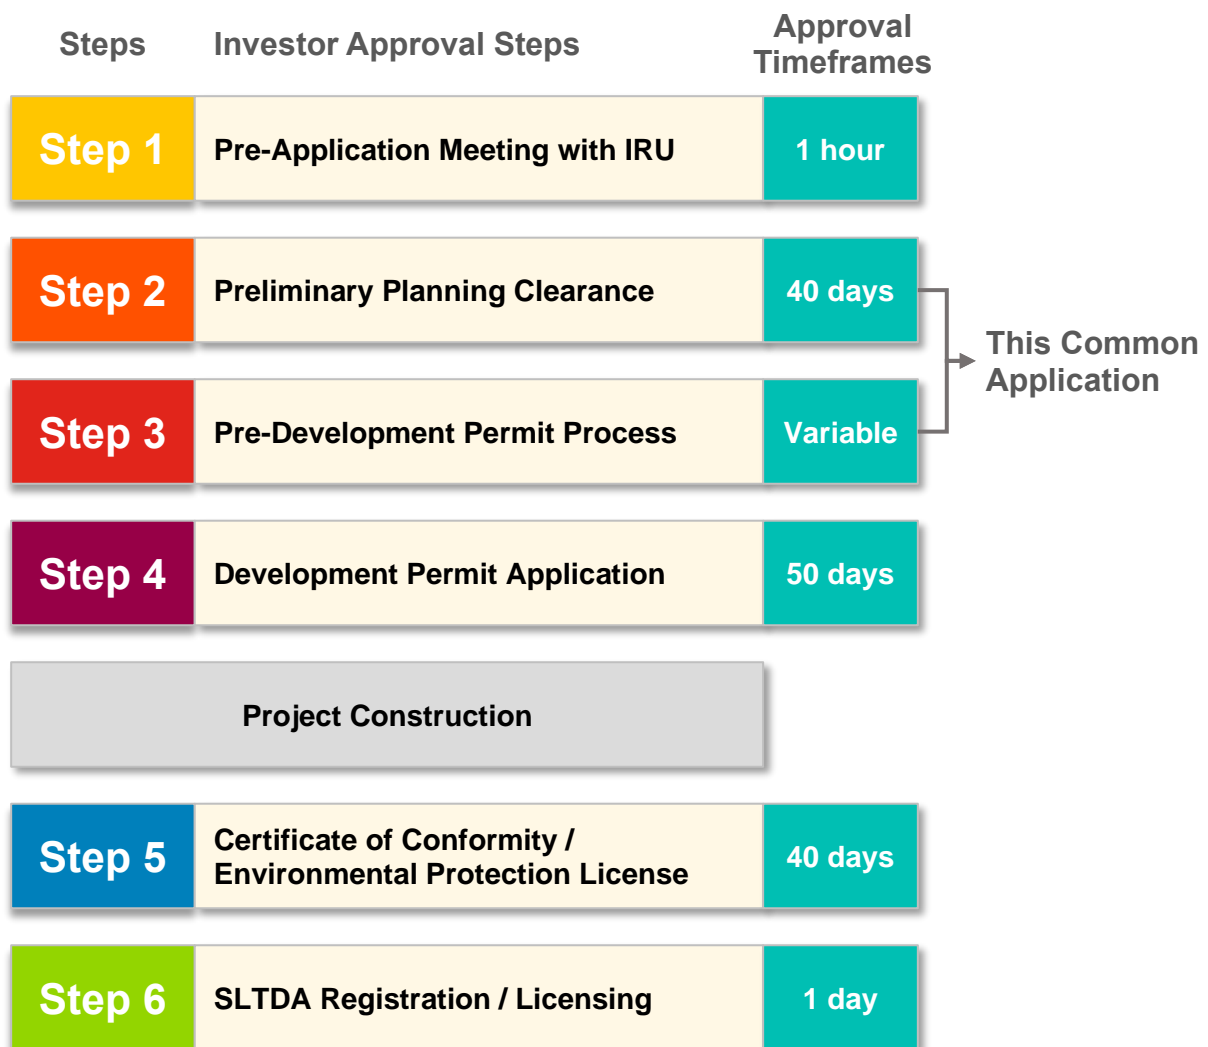 Steps
Investor Approval Steps
Approval
Timeframes
Step 1
Pre-Application Meeting with IRU
1 hour
Step 2
Preliminary Planning Clearance
40 days
This Common
Application
Step 3
Pre-Development Permit Process
Variable
Step 4
Development Permit Application
50 days
Project Construction
Step 5
Certificate of Conformity /
Environmental Protection License
40 days
Step 6
SLTDA Registration / Licensing
1 day